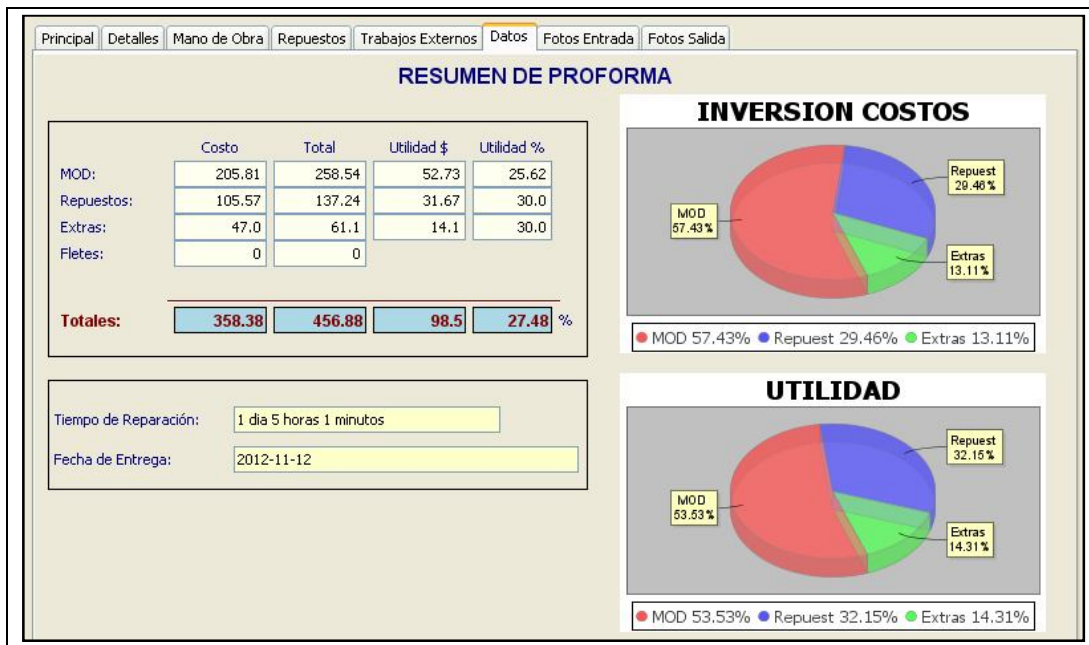 Principal Detalles Mano de Obra Repuestos Trabajos Externos Datos Fotos Entrada Fotos Salida
RESUMEN DE PROFORMA
Costo Total Utilidad $ Utilidad %
MOD: 205.81 258.54 52.73 25.62
Repuestos: 105.57 137.24 31.67 30.0
Extras: 47.0 61.1 14.1 30.0
Fletes: 0 0
Totales: 358.38 456.88 98.5 27.48 %
Tiempo de Reparación: 1 dia 5 horas 1 minutos
Fecha de Entrega: 2012-11-12
INVERSION COSTOS
Repuest
29.46%
MOD
57.43%
Extras
13.11%
MOD 57.43% Repuest 29.46% Extras 13.11%
UTILIDAD
Repuest
32.15%
MOD
53.53%
Extras
14.31%
MOD 53.53% Repuest 32.15% Extras 14.31%